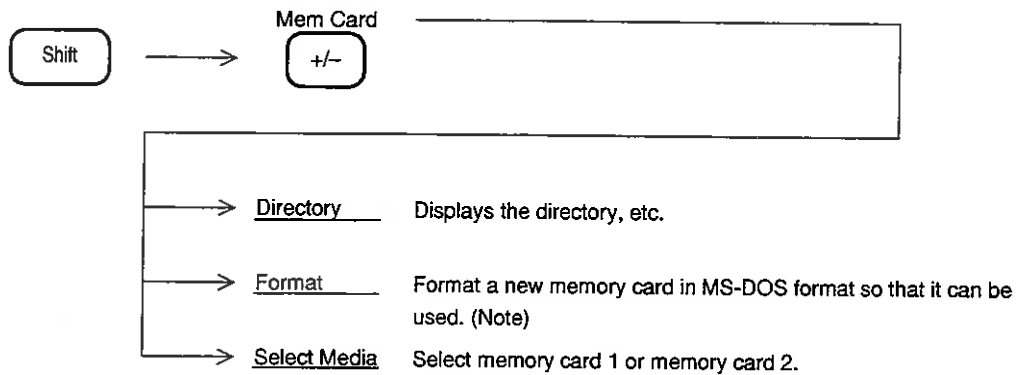 Mem Card
Shift
+/−
Directory Displays the directory, etc.
Format Format a new memory card in MS-DOS format so that it can be
used. (Note)
Select Media Select memory card 1 or memory card 2.